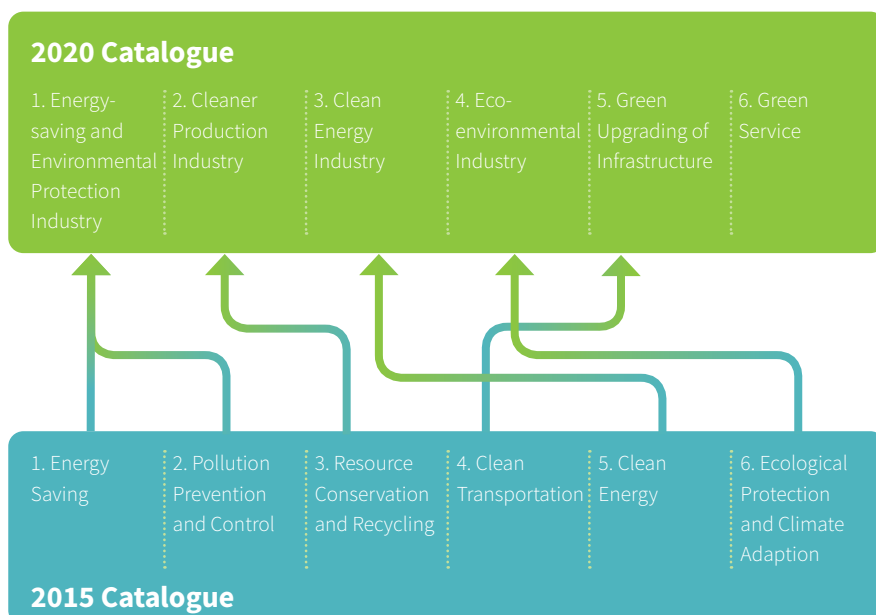 2020 Catalogue
1. Energy-
saving and
Environmental
Protection
Industry
2. Cleaner
Production
Industry
3. Clean
Energy
Industry
4. Eco-
environmental
Industry
5. Green
Upgrading of
Infrastructure
6. Green
Service
1. Energy
Saving
2. Pollution
Prevention
and Control
3. Resource
Conservation
and Recycling
4. Clean
Transportation
5. Clean
Energy
6. Ecological
Protection
and Climate
Adaption
2015 Catalogue